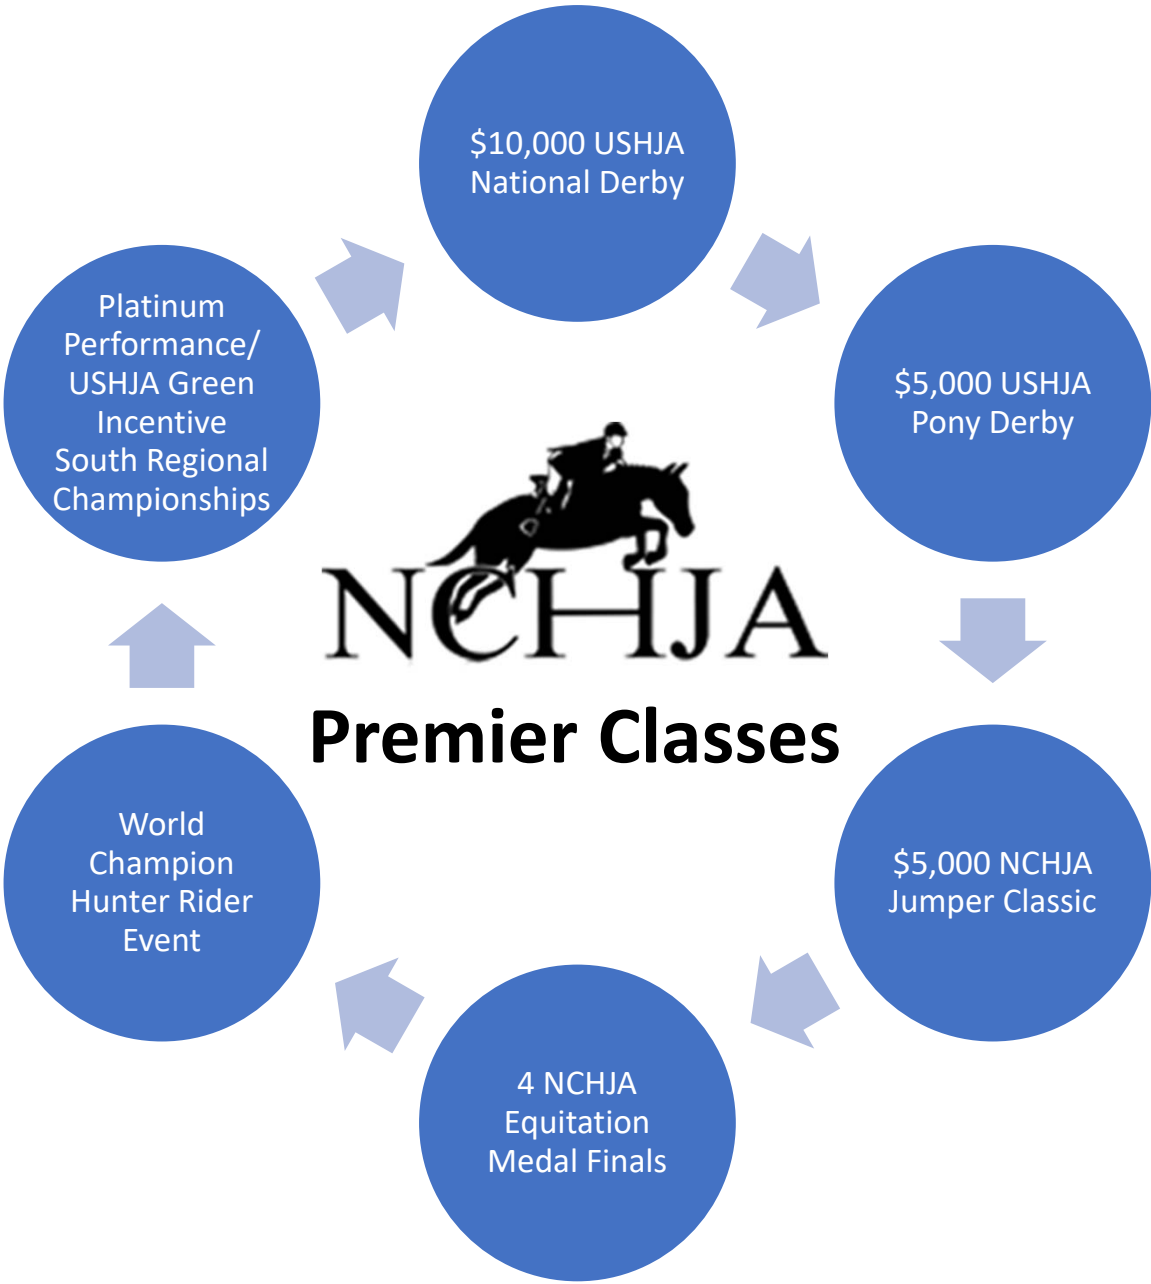 $10,000 USHJA
National Derby
$5,000 USHJA
Pony Derby
$5,000 NCHJA
Jumper Classic
4 NCHJA
Equitation
Medal Finals
World
Champion
Hunter Rider
Event
Platinum
Performance/
USHJA Green
Incentive
South Regional
Championships
NCHJA
Premier Classes